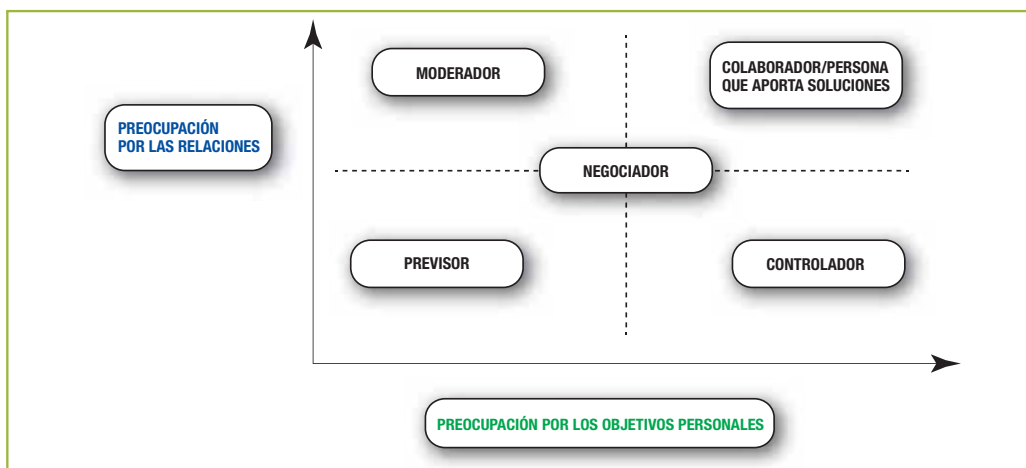 MODERADOR
COLABORADOR/PERSONA
QUE APORTA SOLUCIONES
PREOCUPACIÓN
POR LAS RELACIONES
NEGOCIADOR
PREVISOR
CONTROLADOR
PREOCUPACIÓN POR LOS OBJETIVOS PERSONALES